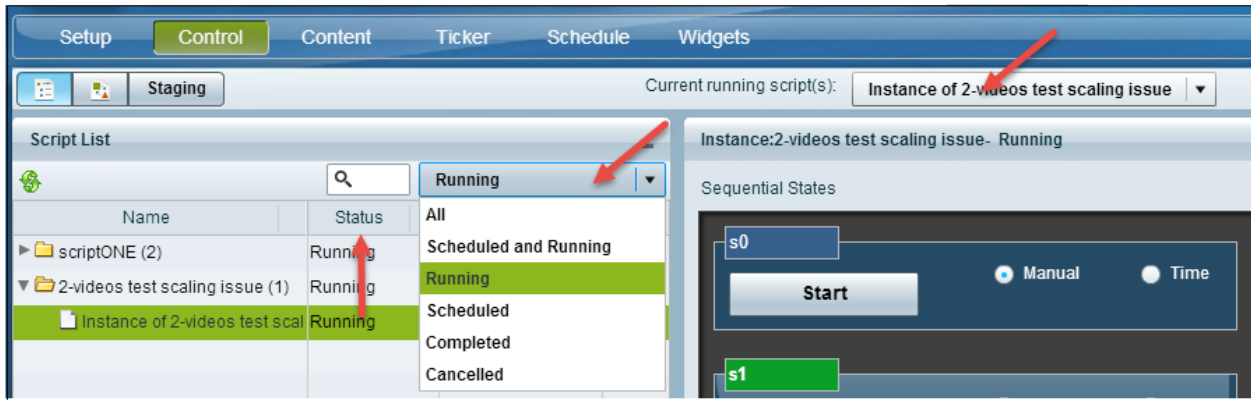 Setup Control Content Ticker Schedule Widgets
Staging Current running script(s): Instance of 2-videos test scaling issue
Script List
Running
Name Status
scriptONE (2) Running
2-videos test scaling issue (1) Running
Instance of 2-videos test scal Running
All
Scheduled and Running
Running
Scheduled
Completed
Cancelled
Instance:2-videos test scaling issue- Running
Sequential States
s0
Start Manual Time
s1